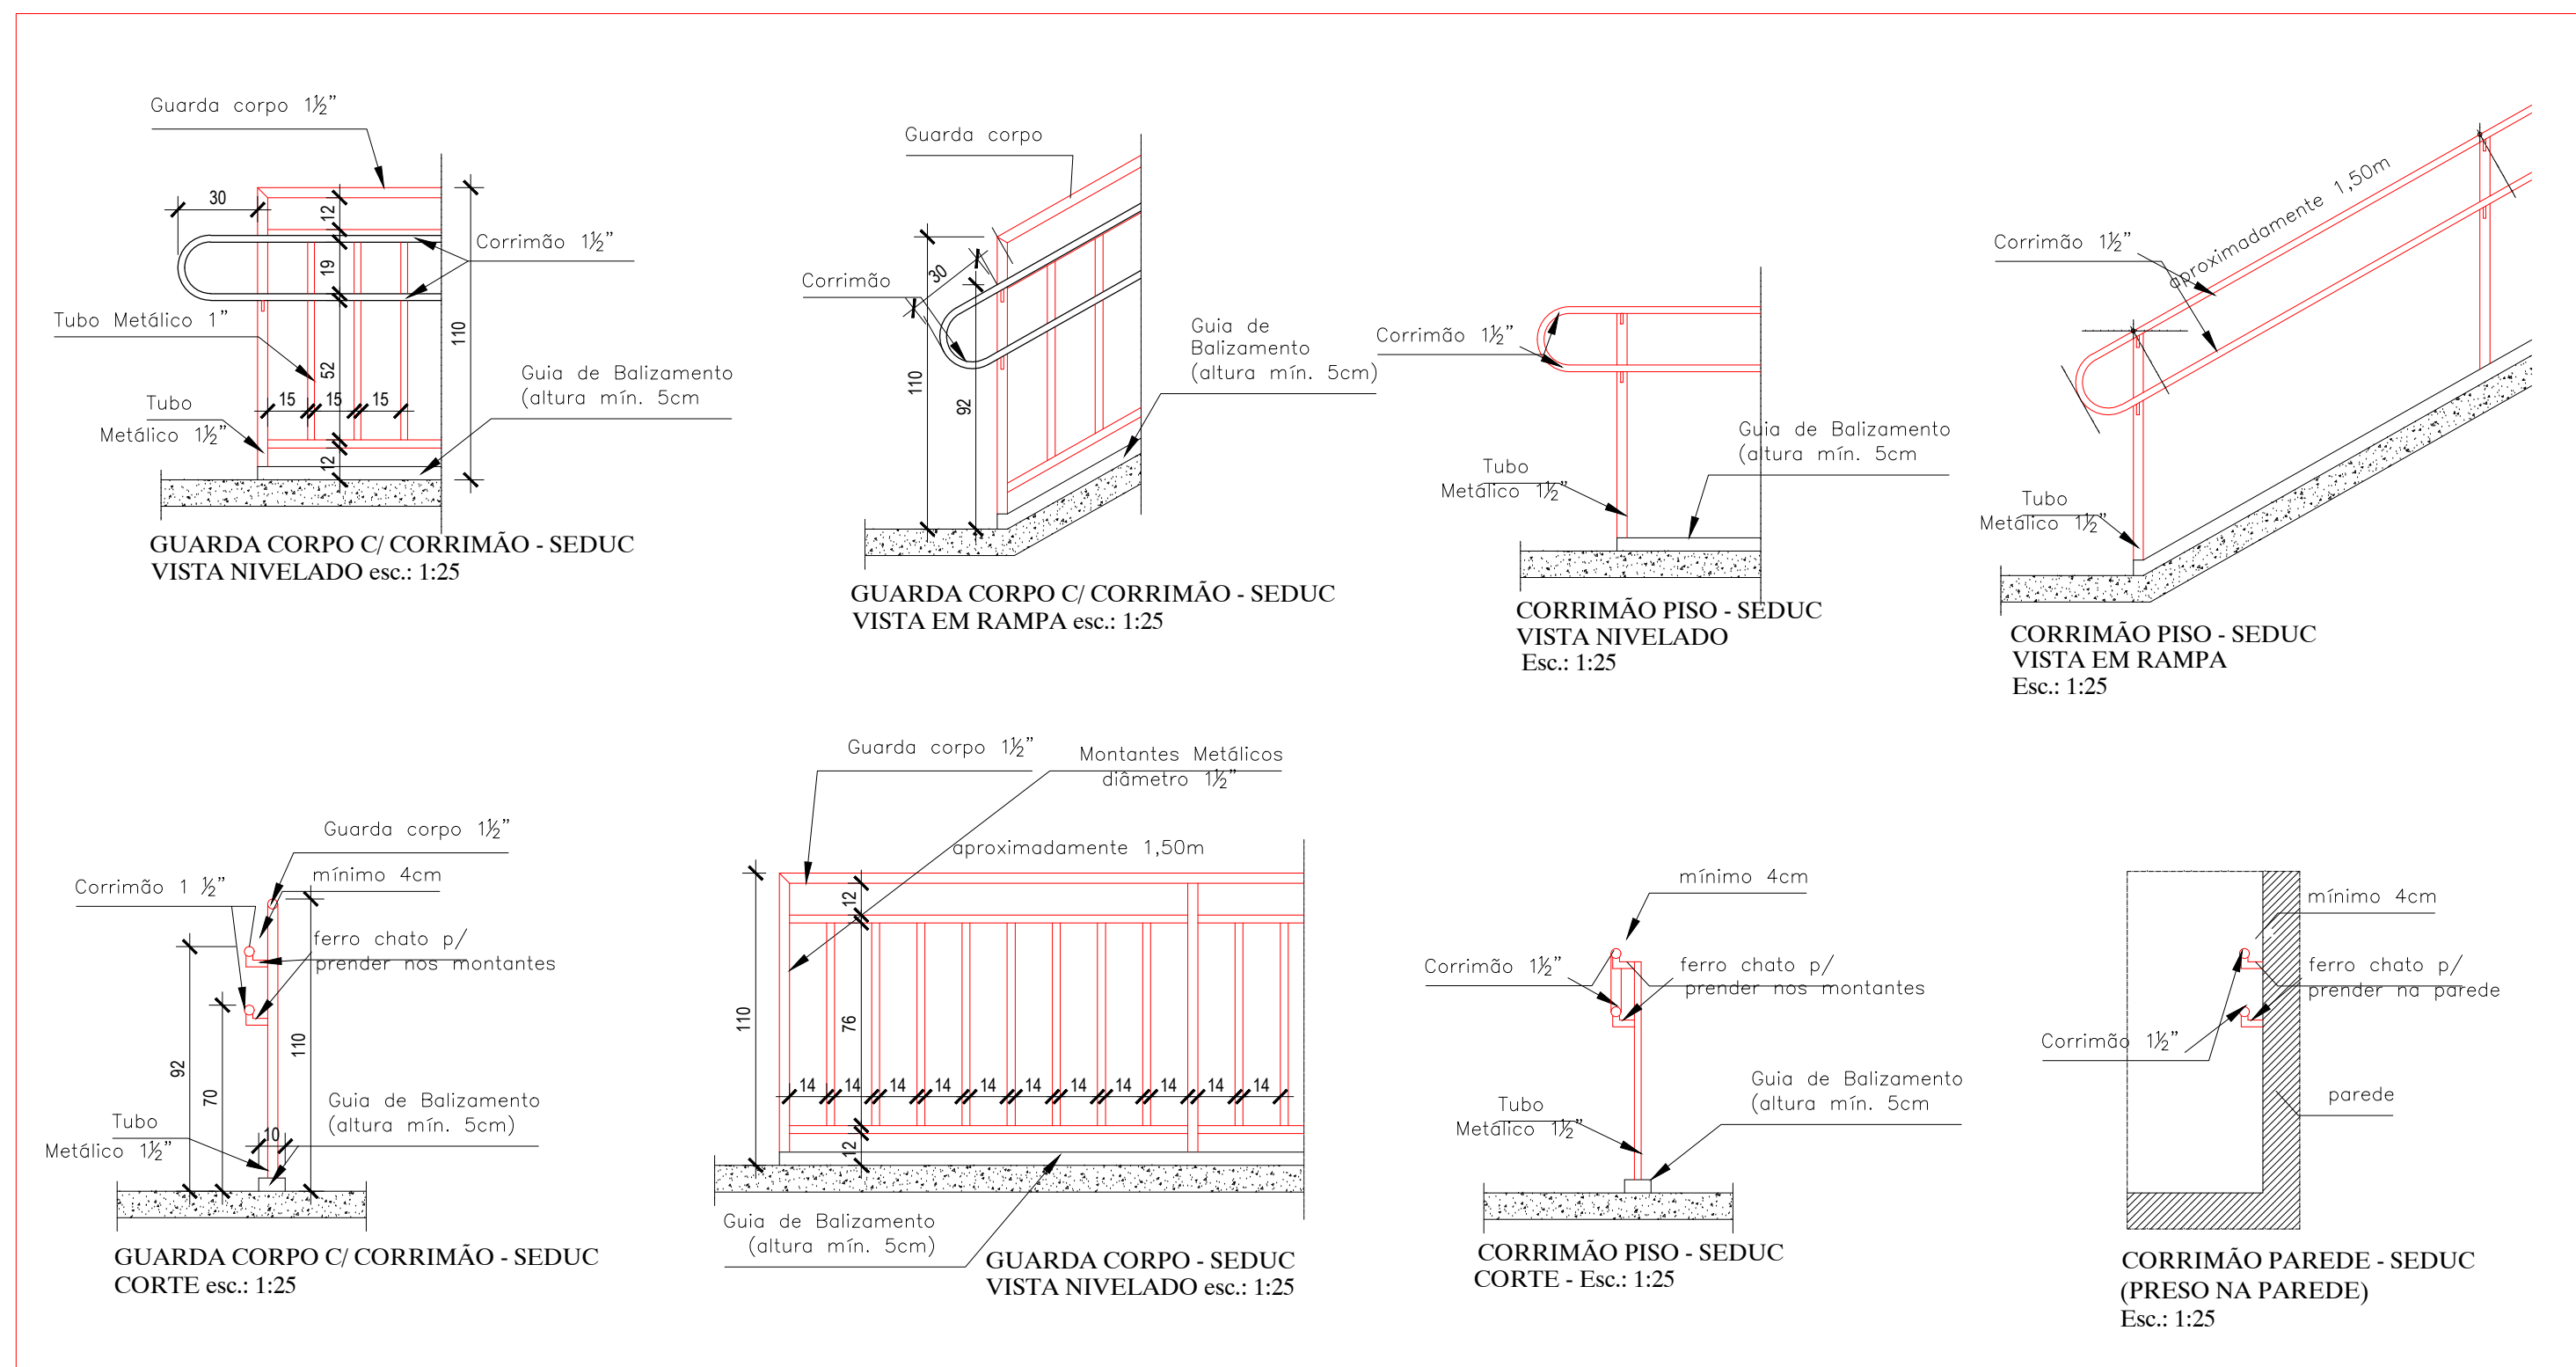 Guarda corpo 1½"
30
12
Corrimão 1½"
19
Tubo Metálico 1"
110
52
Guia de Balizamento
(altura mín. 5cm
15
15
15
Tubo
Metálico 1½"
12
GUARDA CORPO C/ CORRIMÃO - SEDUC
VISTA NIVELADO esc.: 1:25
Guarda corpo
30
Corrimão
Guia de
Balizamento
(altura mín. 5cm)
110
92
GUARDA CORPO C/ CORRIMÃO - SEDUC
VISTA EM RAMPA esc.: 1:25
Corrimão 1½"
Guia de Balizamento
(altura mín. 5cm
Tubo
Metálico 1½"
CORRIMÃO PISO - SEDUC
VISTA NIVELADO
Esc.: 1:25
aproximadamente 1,50m
Corrimão 1½"
Tubo
Metálico 1½"
CORRIMÃO PISO - SEDUC
VISTA EM RAMPA
Esc.: 1:25
Guarda corpo 1½"
mínimo 4cm
Corrimão 1 ½"
ferro chato p/
prender nos montantes
110
92
70
Guia de Balizamento
(altura mín. 5cm)
Tubo
Metálico 1½"
10
GUARDA CORPO C/ CORRIMÃO - SEDUC
CORTE esc.: 1:25
Guarda corpo 1½"
Montantes Metálicos
diâmetro 1½"
aproximadamente 1,50m
12
110
76
14
14
14
14
14
14
14
14
14
14
14
12
Guia de Balizamento
(altura mín. 5cm)
GUARDA CORPO - SEDUC
VISTA NIVELADO esc.: 1:25
mínimo 4cm
Corrimão 1½"
ferro chato p/
prender nos montantes
Guia de Balizamento
(altura mín. 5cm
Tubo
Metálico 1½"
CORRIMÃO PISO - SEDUC
CORTE - Esc.: 1:25
mínimo 4cm
ferro chato p/
prender na parede
Corrimão 1½"
parede
CORRIMÃO PAREDE - SEDUC
(PRESO NA PAREDE)
Esc.: 1:25